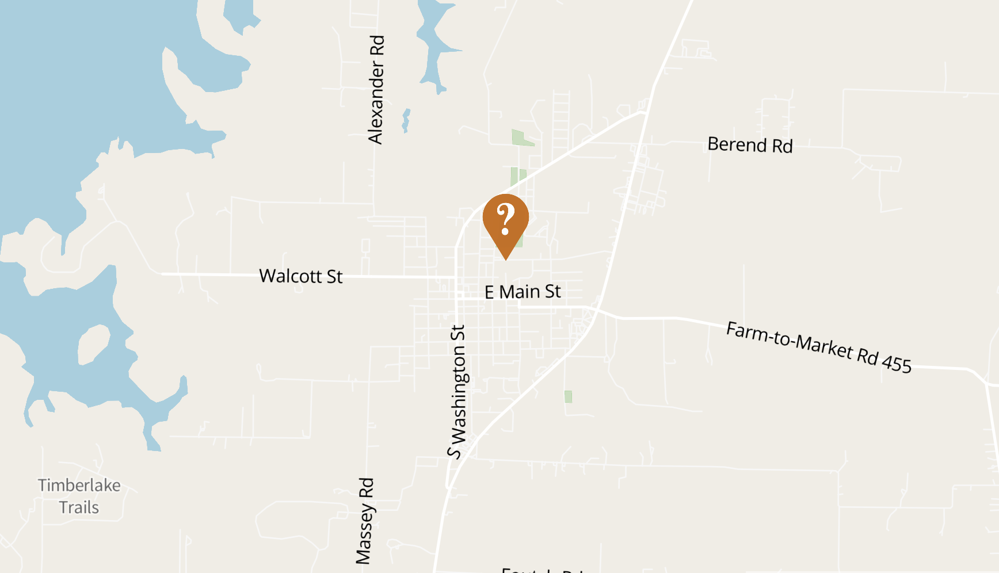 Alexander Rd
Berend Rd
Walcott St
?
E Main St
Farm-to-Market Rd 455
S Washington St
Timberlake
Trails
Massey Rd